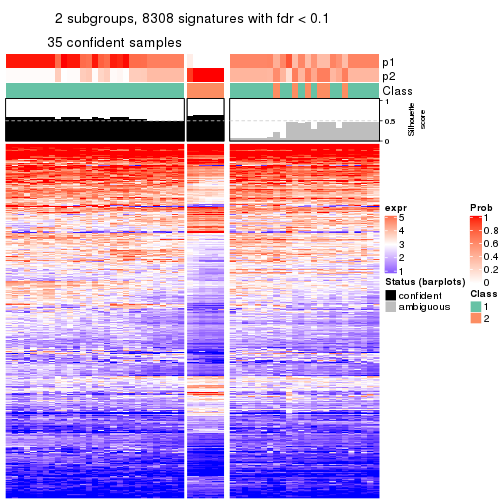 2 subgroups, 8308 signatures with fdr < 0.1
35 confident samples
p1
p2
Class
1
0.5
0
Silhouette
score
expr
5
4
3
2
1
Status (barplots)
confident
ambiguous
Prob
1
0.8
0.6
0.4
0.2
0
Class
1
2